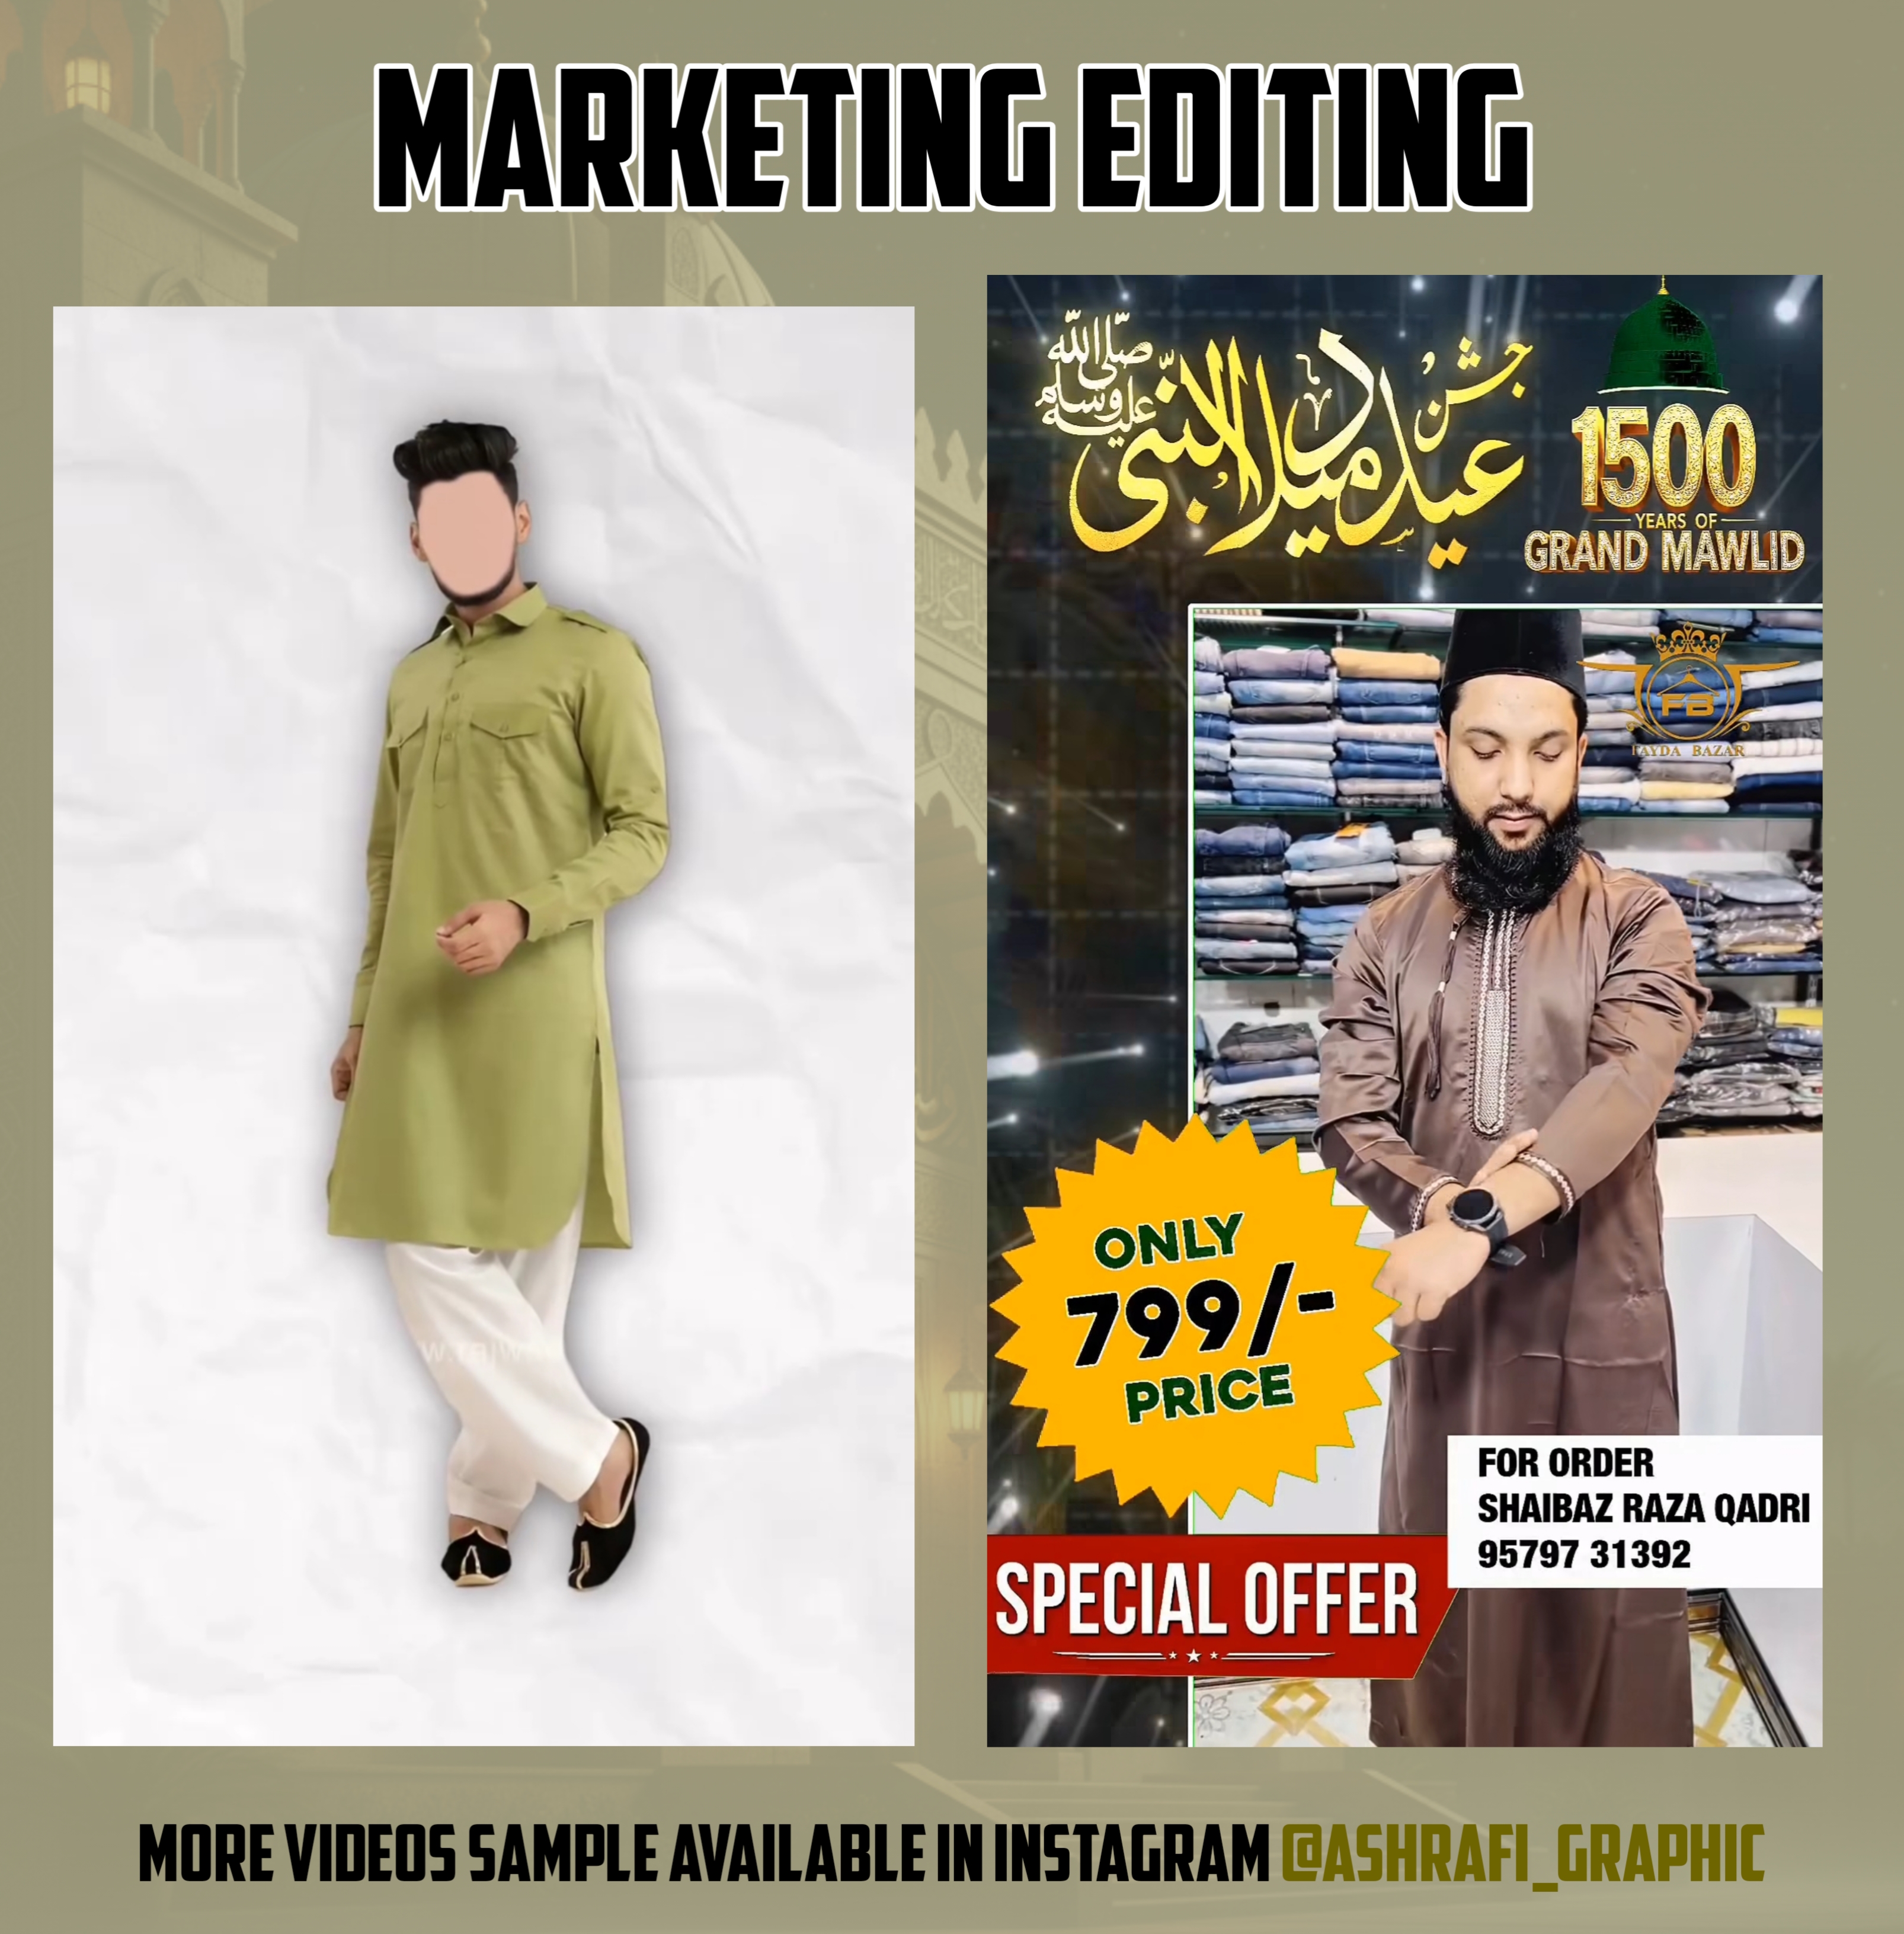 MARKETING EDITING
صلی اللہ علیہ وسلم
جشن عید میلاد النبی
1500
YEARS OF
GRAND MAWLID
FB
FAYDA BAZAR
ONLY
799/-
PRICE
FOR ORDER
SHAIBAZ RAZA QADRI
95797 31392
SPECIAL OFFER
MORE VIDEOS SAMPLE AVAILABLE IN INSTAGRAM @ASHRAFI_GRAPHIC